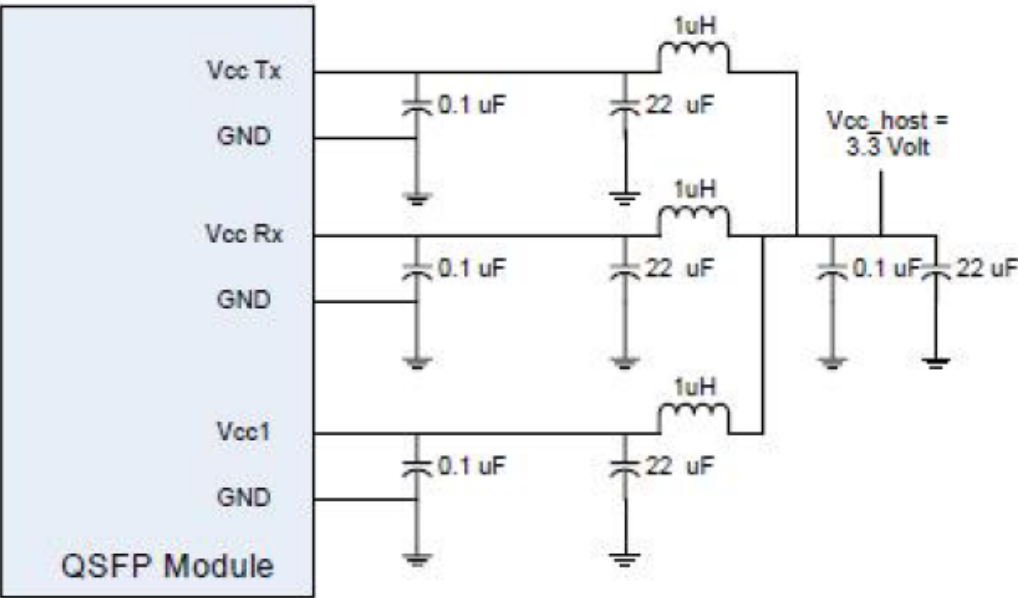 1uH
Vcc Tx
0.1 uF
22 uF
GND
Vcc_host =
3.3 Volt
1uH
Vcc Rx
0.1 uF
22 uF
0.1 uF
22 uF
GND
1uH
Vcc1
0.1 uF
22 uF
GND
QSFP Module